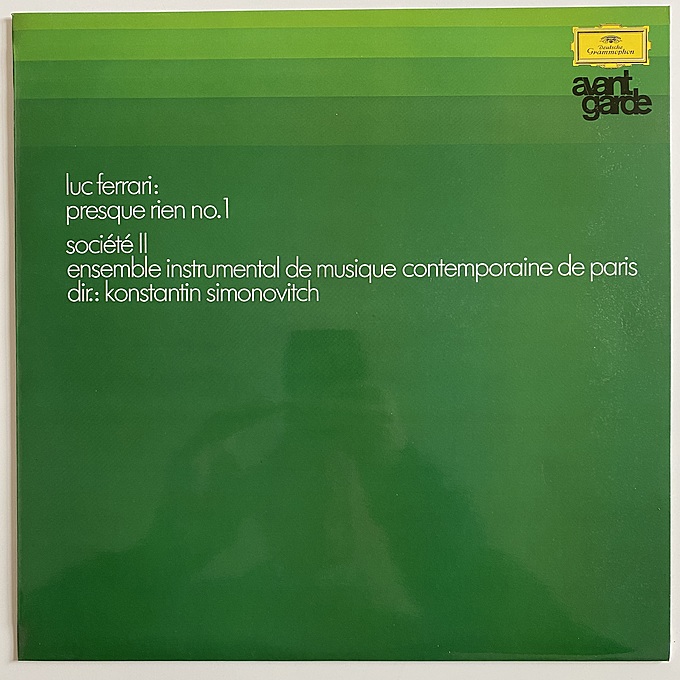 Deutsche
Grammophon
avant
garde
luc ferrari:
presque rien no.1
société II
ensemble instrumental de musique contemporaine de paris
dir.: konstantin simonovitch